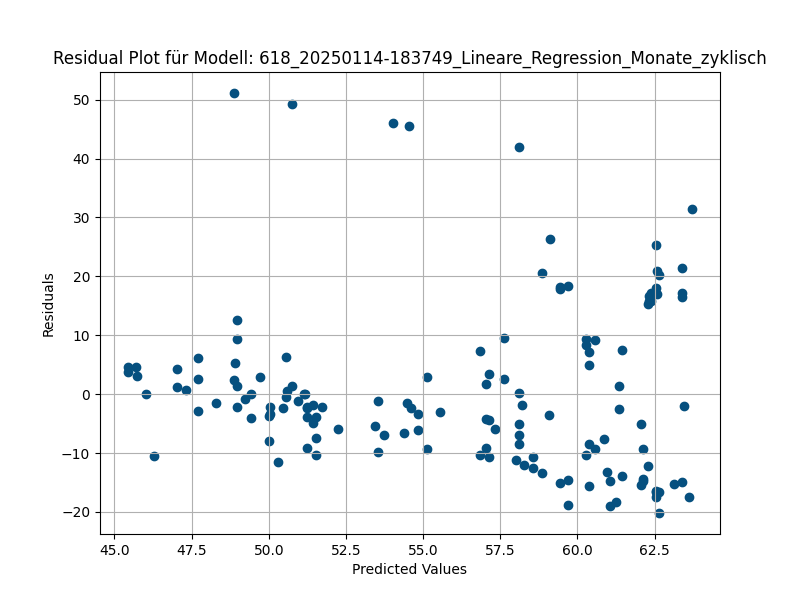 Residual Plot für Modell: 618_20250114-183749_Lineare_Regression_Monate_zyklisch
50
40
30
20
10
0
−10
−20
Residuals
45.0 47.5 50.0 52.5 55.0 57.5 60.0 62.5
Predicted Values